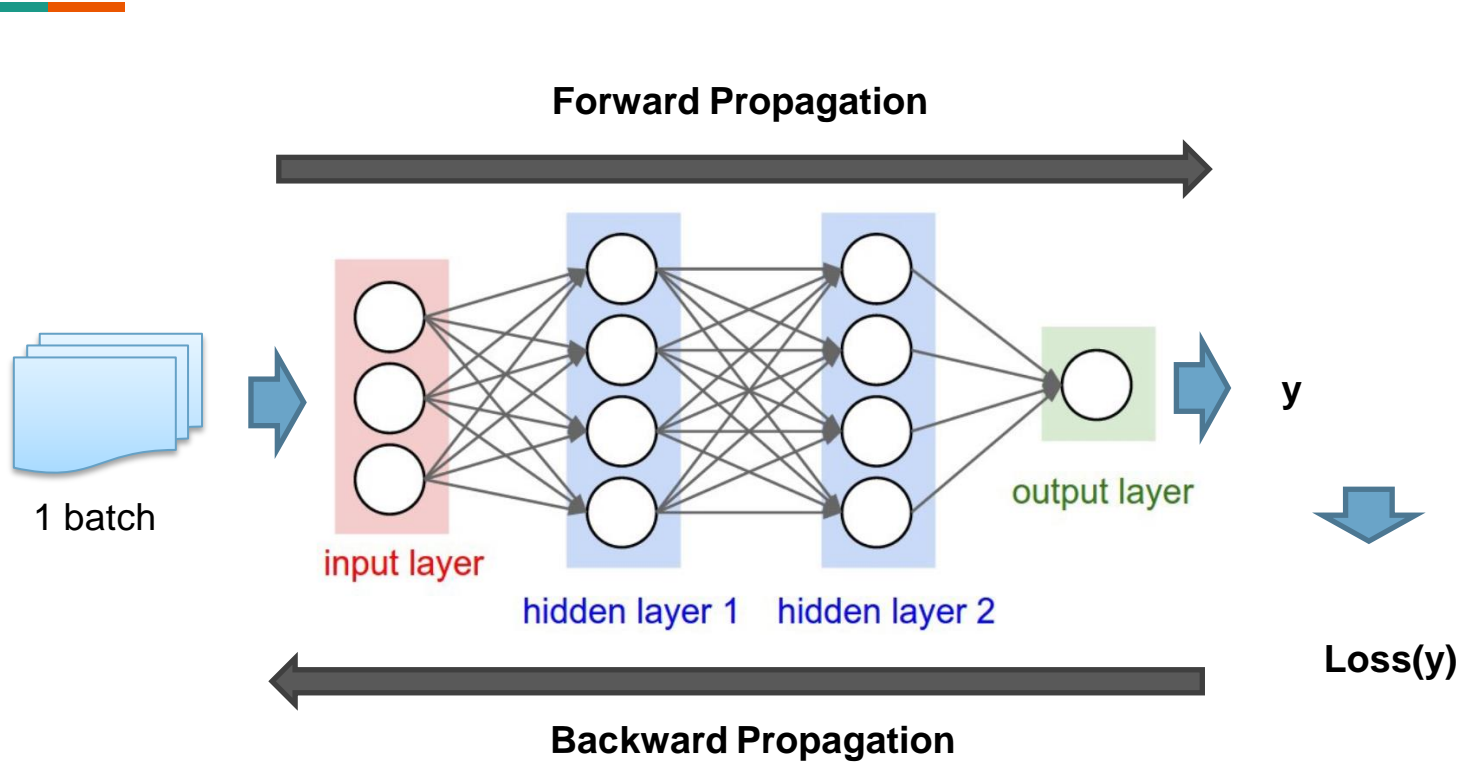 Forward Propagation
y
output layer
1 batch
input layer
hidden layer 1
hidden layer 2
Loss(y)
Backward Propagation